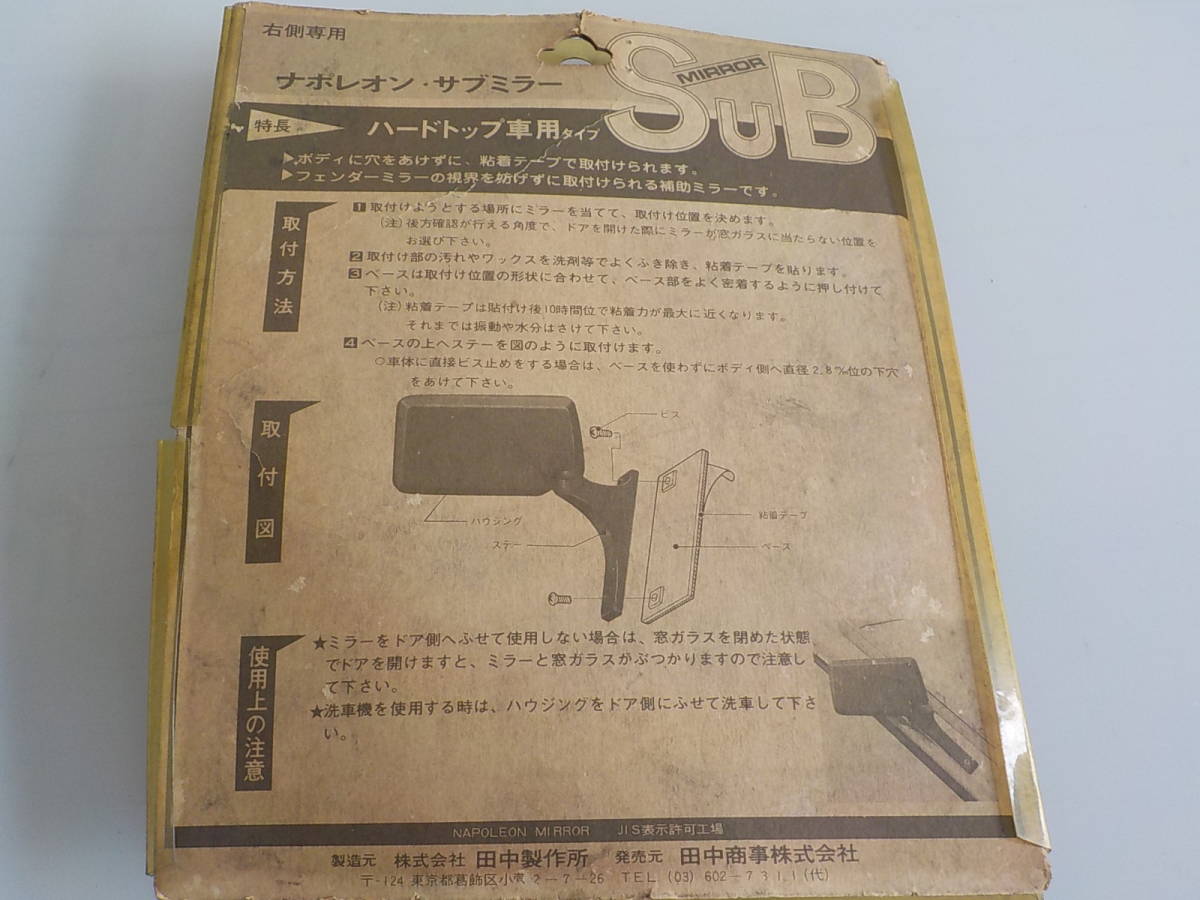 右側専用
ナポレオン・サブミラー
SUB
MIRROR
特長
ハードトップ車用タイプ
▶ボディに穴をあけずに、粘着テープで取付けられます。
▶フェンダーミラーの視界を妨げずに取付けられる補助ミラーです。
取付方法
1 取付けようとする場所にミラーを当てて、取付け位置を決めます。
(注) 後方確認が行える角度で、ドアを開けた際にミラーが窓ガラスに当たらない位置を
お選び下さい。
2 取付け部の汚れやワックスを洗剤等でよくふき除き、粘着テープを貼ります。
3 ベースは取付け位置の形状に合わせて、ベース部をよく密着するように押し付けて
下さい。
(注) 粘着テープは貼付け後10時間位で粘着力が最大に近くなります。
それまでは振動や水分はさけて下さい。
4 ベースの上へステーを図のように取付けます。
○車体に直接ビス止めをする場合は、ベースを使わずにボディ側へ直径2.8㎜位の下穴
をあけて下さい。
取付図
ビス
ハウジング
ステー
粘着テープ
ベース
使用上の注意
★ミラーをドア側へふせて使用しない場合は、窓ガラスを閉めた状態
でドアを開けますと、ミラーと窓ガラスがぶつかりますので注意し
て下さい。
★洗車機を使用する時は、ハウジングをドア側にふせて洗車して下さ
い。
NAPOLEON MIRROR JIS表示許可工場
製造元 株式会社 田中製作所 発売元 田中商事株式会社
〒-124 東京都葛飾区小菅2-7-26 TEL (03) 602-7311(代)